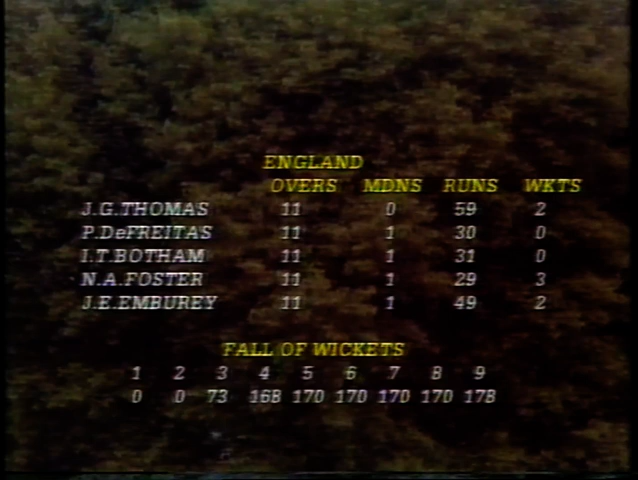 ENGLAND
OVERS MDNS RUNS WKTS
J.G.THOMAS 11 0 59 2
P.DeFREITAS 11 1 30 0
I.T.BOTHAM 11 1 31 0
N.A.FOSTER 11 1 29 3
J.E.EMBUREY 11 1 49 2
FALL OF WICKETS
1 2 3 4 5 6 7 8 9
0 0 73 168 170 170 170 170 178